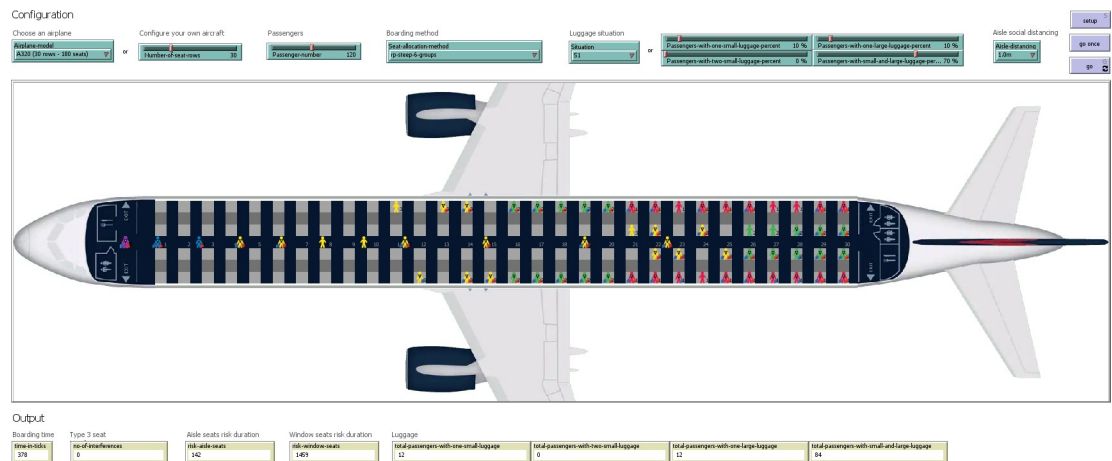 Configuration
Choose an airplane
Configure your own aircraft
Passengers
Boarding method
Luggage situation
Aisle social distancing
Airplane-model
A320 (30 rows - 180 seats)
or
Number-of-seat-rows 30
Passenger-number 120
Seat-allocation-method
rp-steep-6-groups
Situation
S1
or
Passengers-with-one-small-luggage-percent 10 %
Passengers-with-one-large-luggage-percent 10 %
Passengers-with-two-small-luggage-percent 0 %
Passengers-with-small-and-large-luggage-per... 70 %
Aisle-distancing
1.0m
setup
go once
go
EXIT
EXIT
1 2 3 4 5 6 7 8 9 10 11 12 13 14 15 16 17 18 19 20 21 22 23 24 25 26 27 28 29 30
EXIT
EXIT
Output
Boarding time
Type 3 seat
Aisle seats risk duration
Window seats risk duration
Luggage
time-in-ticks
378
no-of-interferences
0
risk-aisle-seats
142
risk-window-seats
1459
total-passengers-with-one-small-luggage
12
total-passengers-with-two-small-luggage
0
total-passengers-with-one-large-luggage
12
total-passengers-with-small-and-large-luggage
84